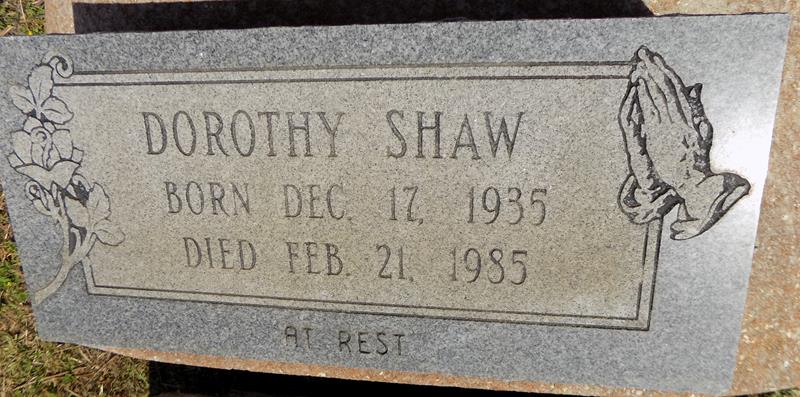 DOROTHY SHAW
BORN DEC. 17, 1935
DIED FEB. 21, 1985
AT REST